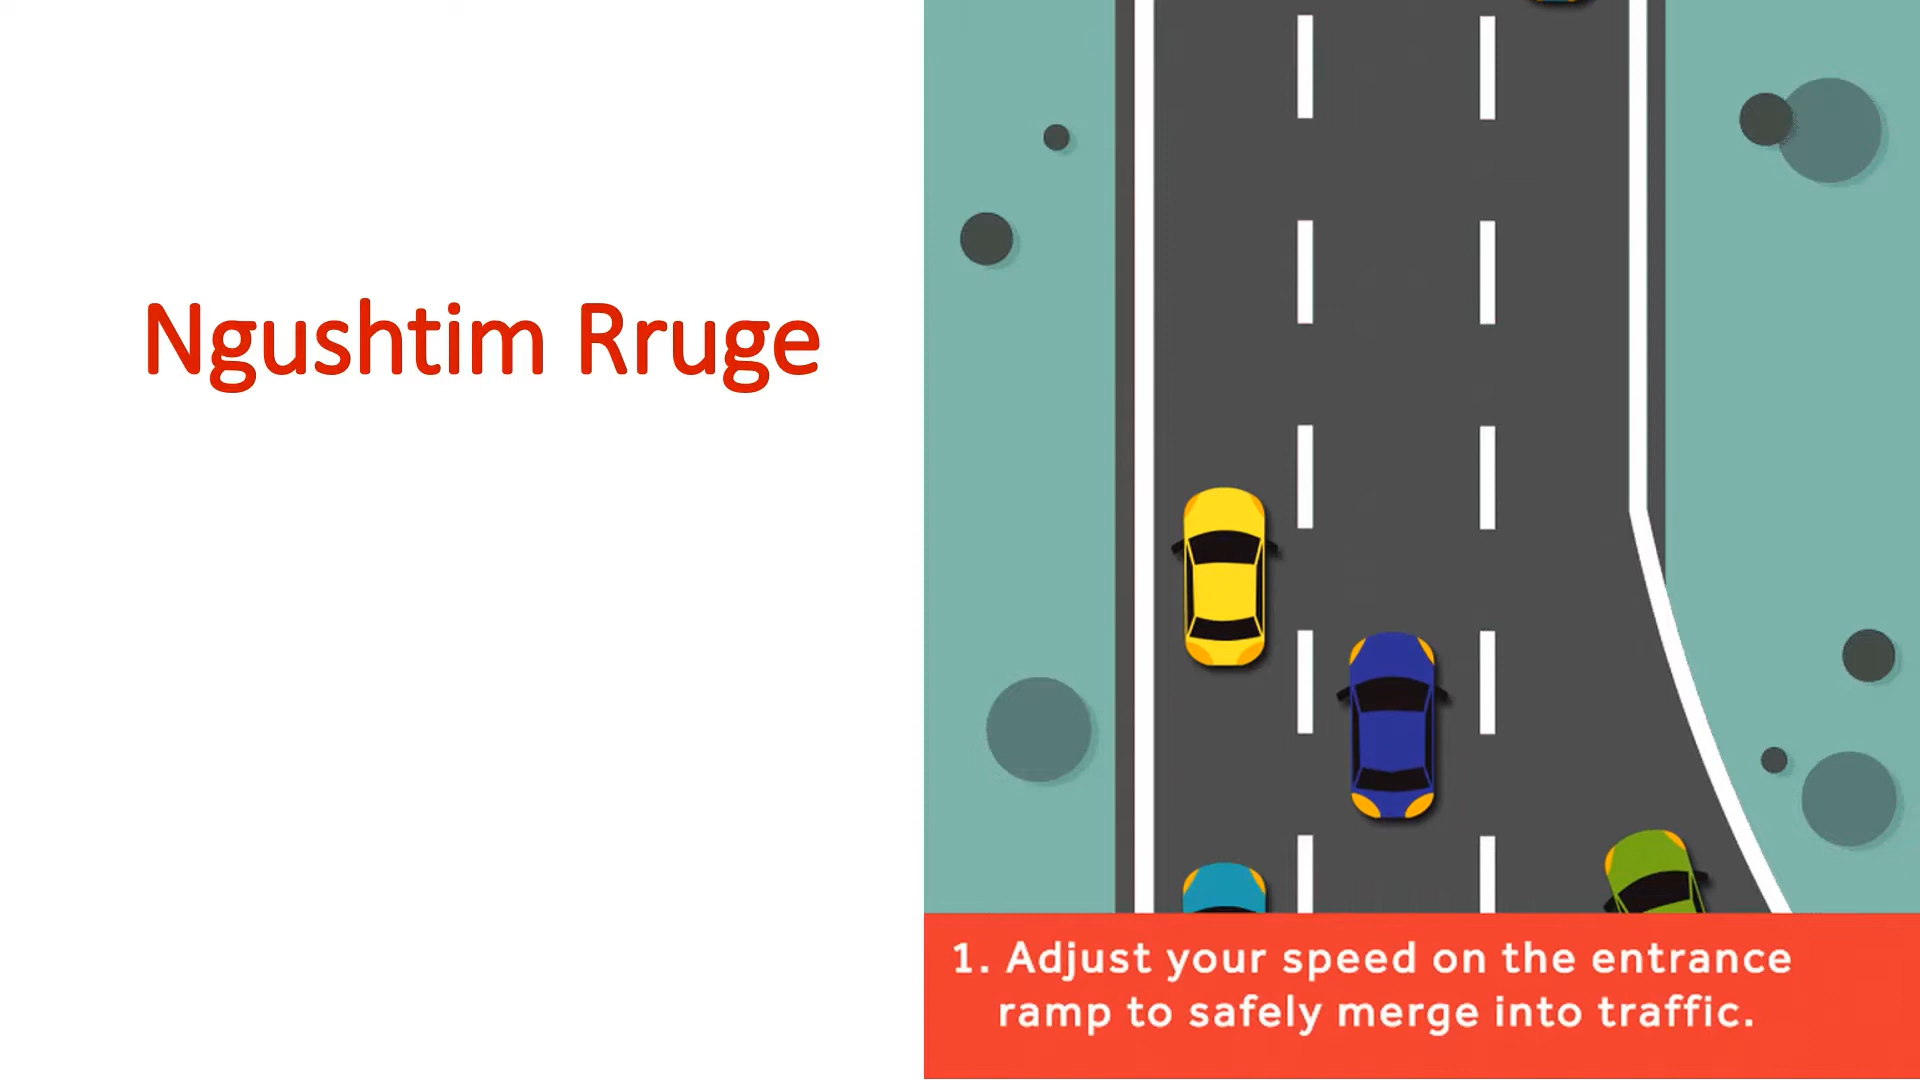 Ngushtim Rruge
1. Adjust your speed on the entrance
ramp to safely merge into traffic.